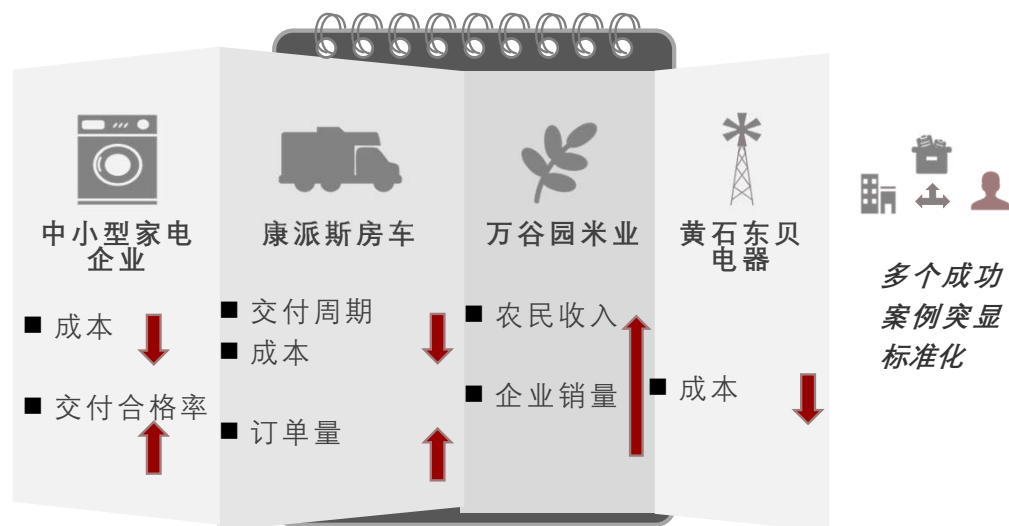 中小型家电
企业
成本
交付合格率
康派斯房车
交付周期
成本
订单量
万谷园米业
农民收入
企业销量
黄石东贝
电器
成本
多个成功
案例突显
标准化